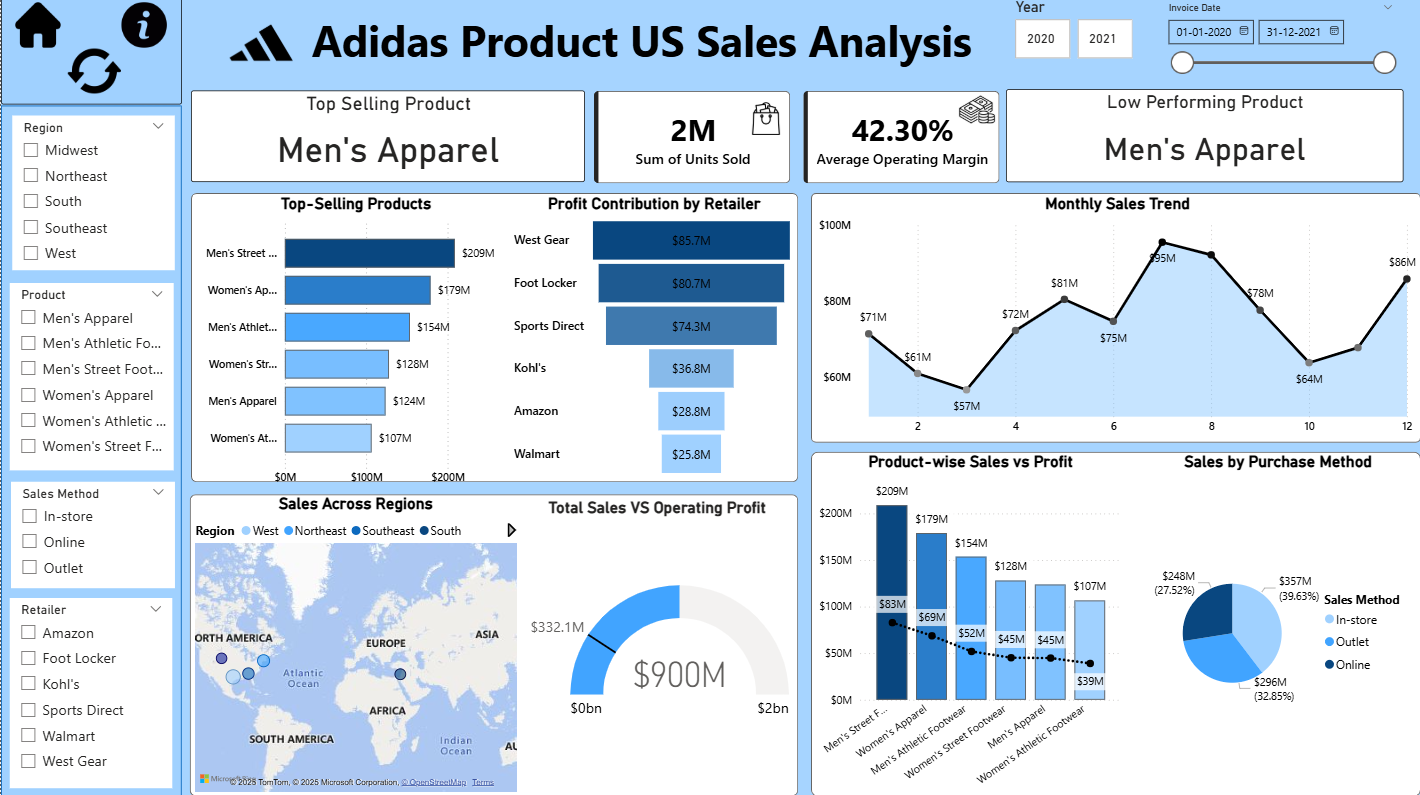 Adidas Product US Sales Analysis
Year
2020
2021
Invoice Date
01-01-2020
31-12-2021
Region
Midwest
Northeast
South
Southeast
West
Product
Men's Apparel
Men's Athletic Fo...
Men's Street Foot...
Women's Apparel
Women's Athletic ...
Women's Street F...
Sales Method
In-store
Online
Outlet
Retailer
Amazon
Foot Locker
Kohl's
Sports Direct
Walmart
West Gear
Top Selling Product
Men's Apparel
2M
Sum of Units Sold
42.30%
Average Operating Margin
Low Performing Product
Men's Apparel
Top-Selling Products
Men's Street ...
$209M
Women's Ap...
$179M
Men's Athlet...
$154M
Women's Str...
$128M
Men's Apparel
$124M
Women's At...
$107M
$0M
$100M
$200M
Profit Contribution by Retailer
West Gear
$85.7M
Foot Locker
$80.7M
Sports Direct
$74.3M
Kohl's
$36.8M
Amazon
$28.8M
Walmart
$25.8M
Monthly Sales Trend
$100M
$80M
$60M
$71M
$61M
$57M
$72M
$81M
$75M
$95M
$78M
$64M
$86M
2
4
6
8
10
12
Sales Across Regions
Region
West
Northeast
Southeast
South
ORTH AMERICA
EUROPE
ASIA
Atlantic
Ocean
AFRICA
SOUTH AMERICA
Indian
Ocean
AU
© 2025 TomTom, © 2025 Microsoft Corporation, © OpenStreetMap Terms
Total Sales VS Operating Profit
$332.1M
$900M
$0bn
$2bn
Product-wise Sales vs Profit
$200M
$150M
$100M
$50M
$0M
$209M
$179M
$154M
$128M
$107M
$83M
$69M
$52M
$45M
$45M
$39M
Men's Street F...
Women's Apparel
Men's Athletic Footwear
Women's Street Footwear
Men's Apparel
Women's Athletic Footwear
Sales by Purchase Method
$248M
(27.52%)
$357M
(39.63%)
$296M
(32.85%)
Sales Method
In-store
Outlet
Online